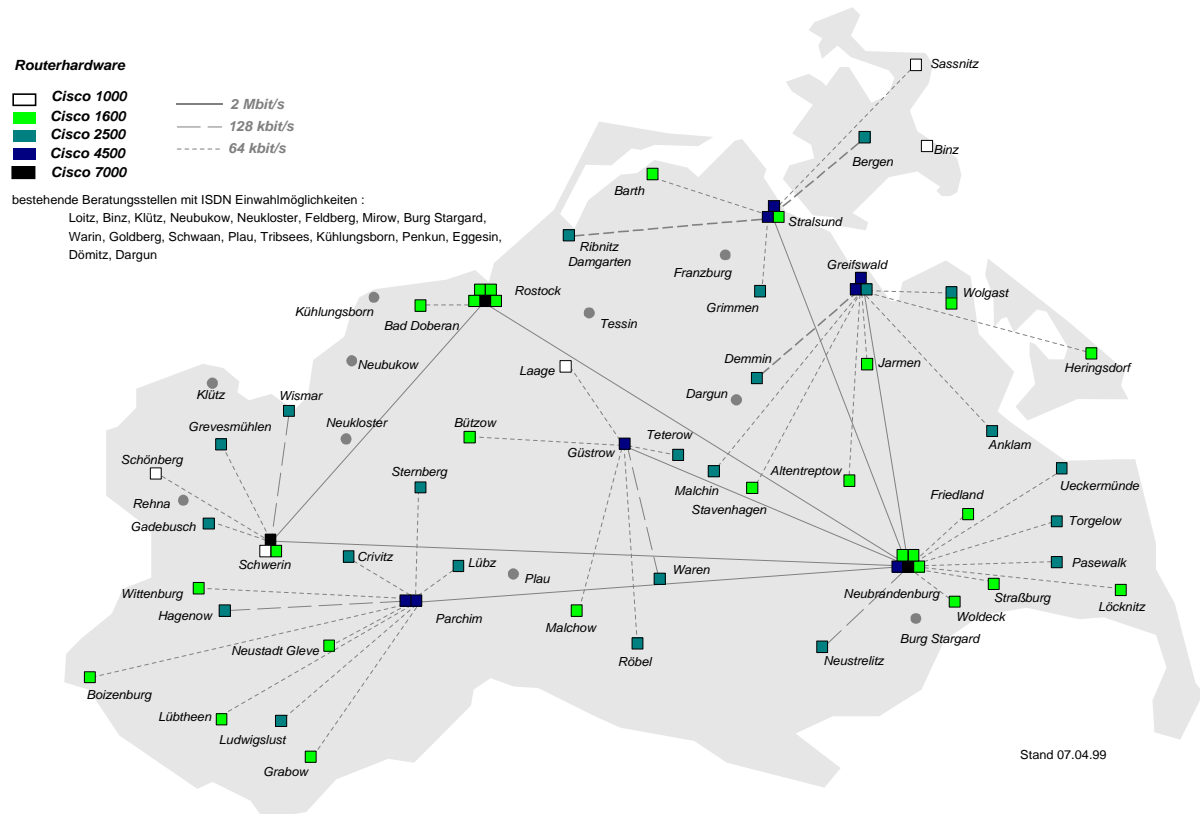 Routerhardware
Cisco 1000
Cisco 1600
Cisco 2500
Cisco 4500
Cisco 7000
2 Mbit/s
128 kbit/s
64 kbit/s
bestehende Beratungsstellen mit ISDN Einwahlmöglichkeiten :
Loitz, Binz, Klütz, Neubukow, Neukloster, Feldberg, Mirow, Burg Stargard,
Warin, Goldberg, Schwaan, Plau, Tribsees, Kühlungsborn, Penkun, Eggesin,
Dömitz, Dargun
Sassnitz
Binz
Bergen
Barth
Stralsund
Ribnitz
Damgarten
Franzburg
Grimmen
Greifswald
Wolgast
Rostock
Kühlungsborn
Bad Doberan
Tessin
Neubukow
Laage
Demmin
Dargun
Jarmen
Heringsdorf
Klütz
Wismar
Grevesmühlen
Neukloster
Bützow
Teterow
Güstrow
Anklam
Schönberg
Sternberg
Malchin
Stavenhagen
Altentreptow
Ueckermünde
Rehna
Gadebusch
Friedland
Torgelow
Schwerin
Crivitz
Lübz
Plau
Waren
Pasewalk
Wittenburg
Hagenow
Parchim
Malchow
Neubrandenburg
Straßburg
Löcknitz
Woldeck
Burg Stargard
Neustadt Gleve
Röbel
Neustrelitz
Boizenburg
Lübtheen
Ludwigslust
Grabow
Stand 07.04.99